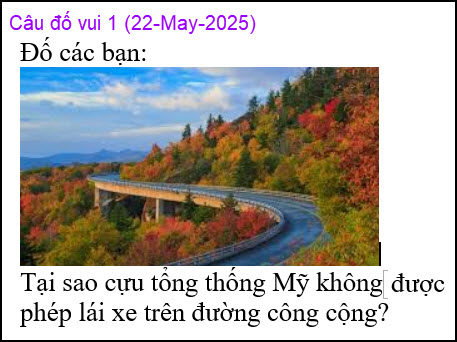 Câu đố vui 1 (22-May-2025)
Đố các bạn:
Tại sao cựu tổng thống Mỹ không được
phép lái xe trên đường công cộng?